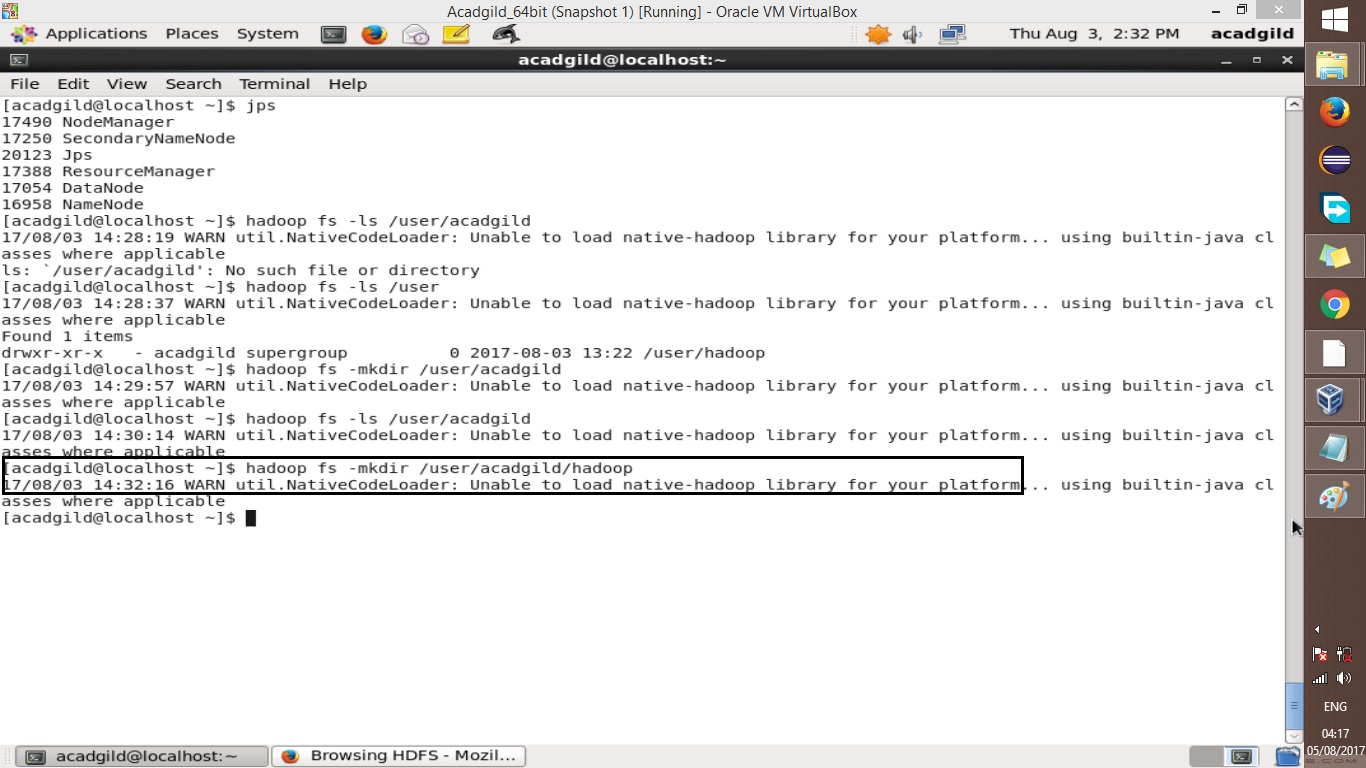 Acadgild_64bit (Snapshot 1) [Running] - Oracle VM VirtualBox
Applications Places System Thu Aug 3, 2:32 PM acadgild
acadgild@localhost:~
File Edit View Search Terminal Help
[acadgild@localhost ~]$ jps
17490 NodeManager
17250 SecondaryNameNode
20123 Jps
17388 ResourceManager
17054 DataNode
16958 NameNode
[acadgild@localhost ~]$ hadoop fs -ls /user/acadgild
17/08/03 14:28:19 WARN util.NativeCodeLoader: Unable to load native-hadoop library for your platform... using builtin-java cl
asses where applicable
ls: `/user/acadgild': No such file or directory
[acadgild@localhost ~]$ hadoop fs -ls /user
17/08/03 14:28:37 WARN util.NativeCodeLoader: Unable to load native-hadoop library for your platform... using builtin-java cl
asses where applicable
Found 1 items
drwxr-xr-x   - acadgild supergroup          0 2017-08-03 13:22 /user/hadoop
[acadgild@localhost ~]$ hadoop fs -mkdir /user/acadgild
17/08/03 14:29:57 WARN util.NativeCodeLoader: Unable to load native-hadoop library for your platform... using builtin-java cl
asses where applicable
[acadgild@localhost ~]$ hadoop fs -ls /user/acadgild
17/08/03 14:30:14 WARN util.NativeCodeLoader: Unable to load native-hadoop library for your platform... using builtin-java cl
asses where applicable
[acadgild@localhost ~]$ hadoop fs -mkdir /user/acadgild/hadoop
17/08/03 14:32:16 WARN util.NativeCodeLoader: Unable to load native-hadoop library for your platform... using builtin-java cl
asses where applicable
[acadgild@localhost ~]$
acadgild@localhost:~ Browsing HDFS - Mozil...
ENG
04:17
05/08/2017